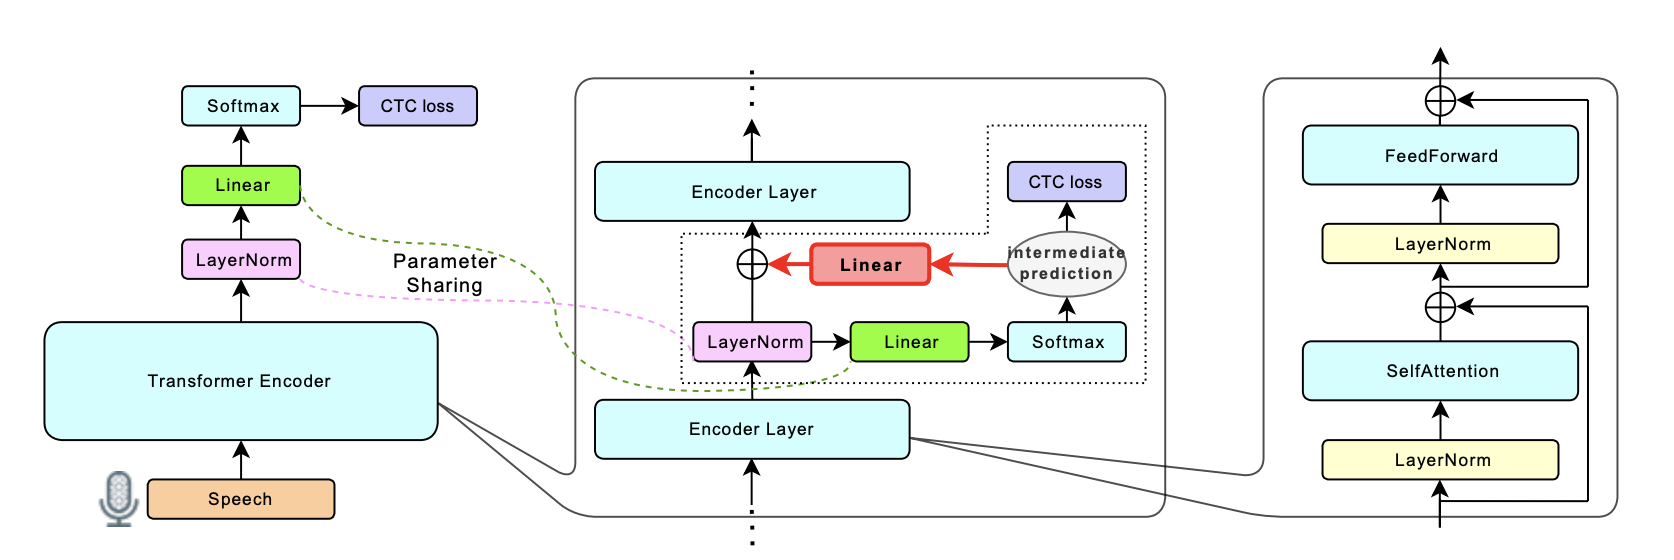 Softmax
CTC loss
Linear
LayerNorm
Parameter
Sharing
Transformer Encoder
Speech
Encoder Layer
CTC loss
intermediate
prediction
Linear
LayerNorm
Linear
Softmax
Encoder Layer
FeedForward
LayerNorm
SelfAttention
LayerNorm